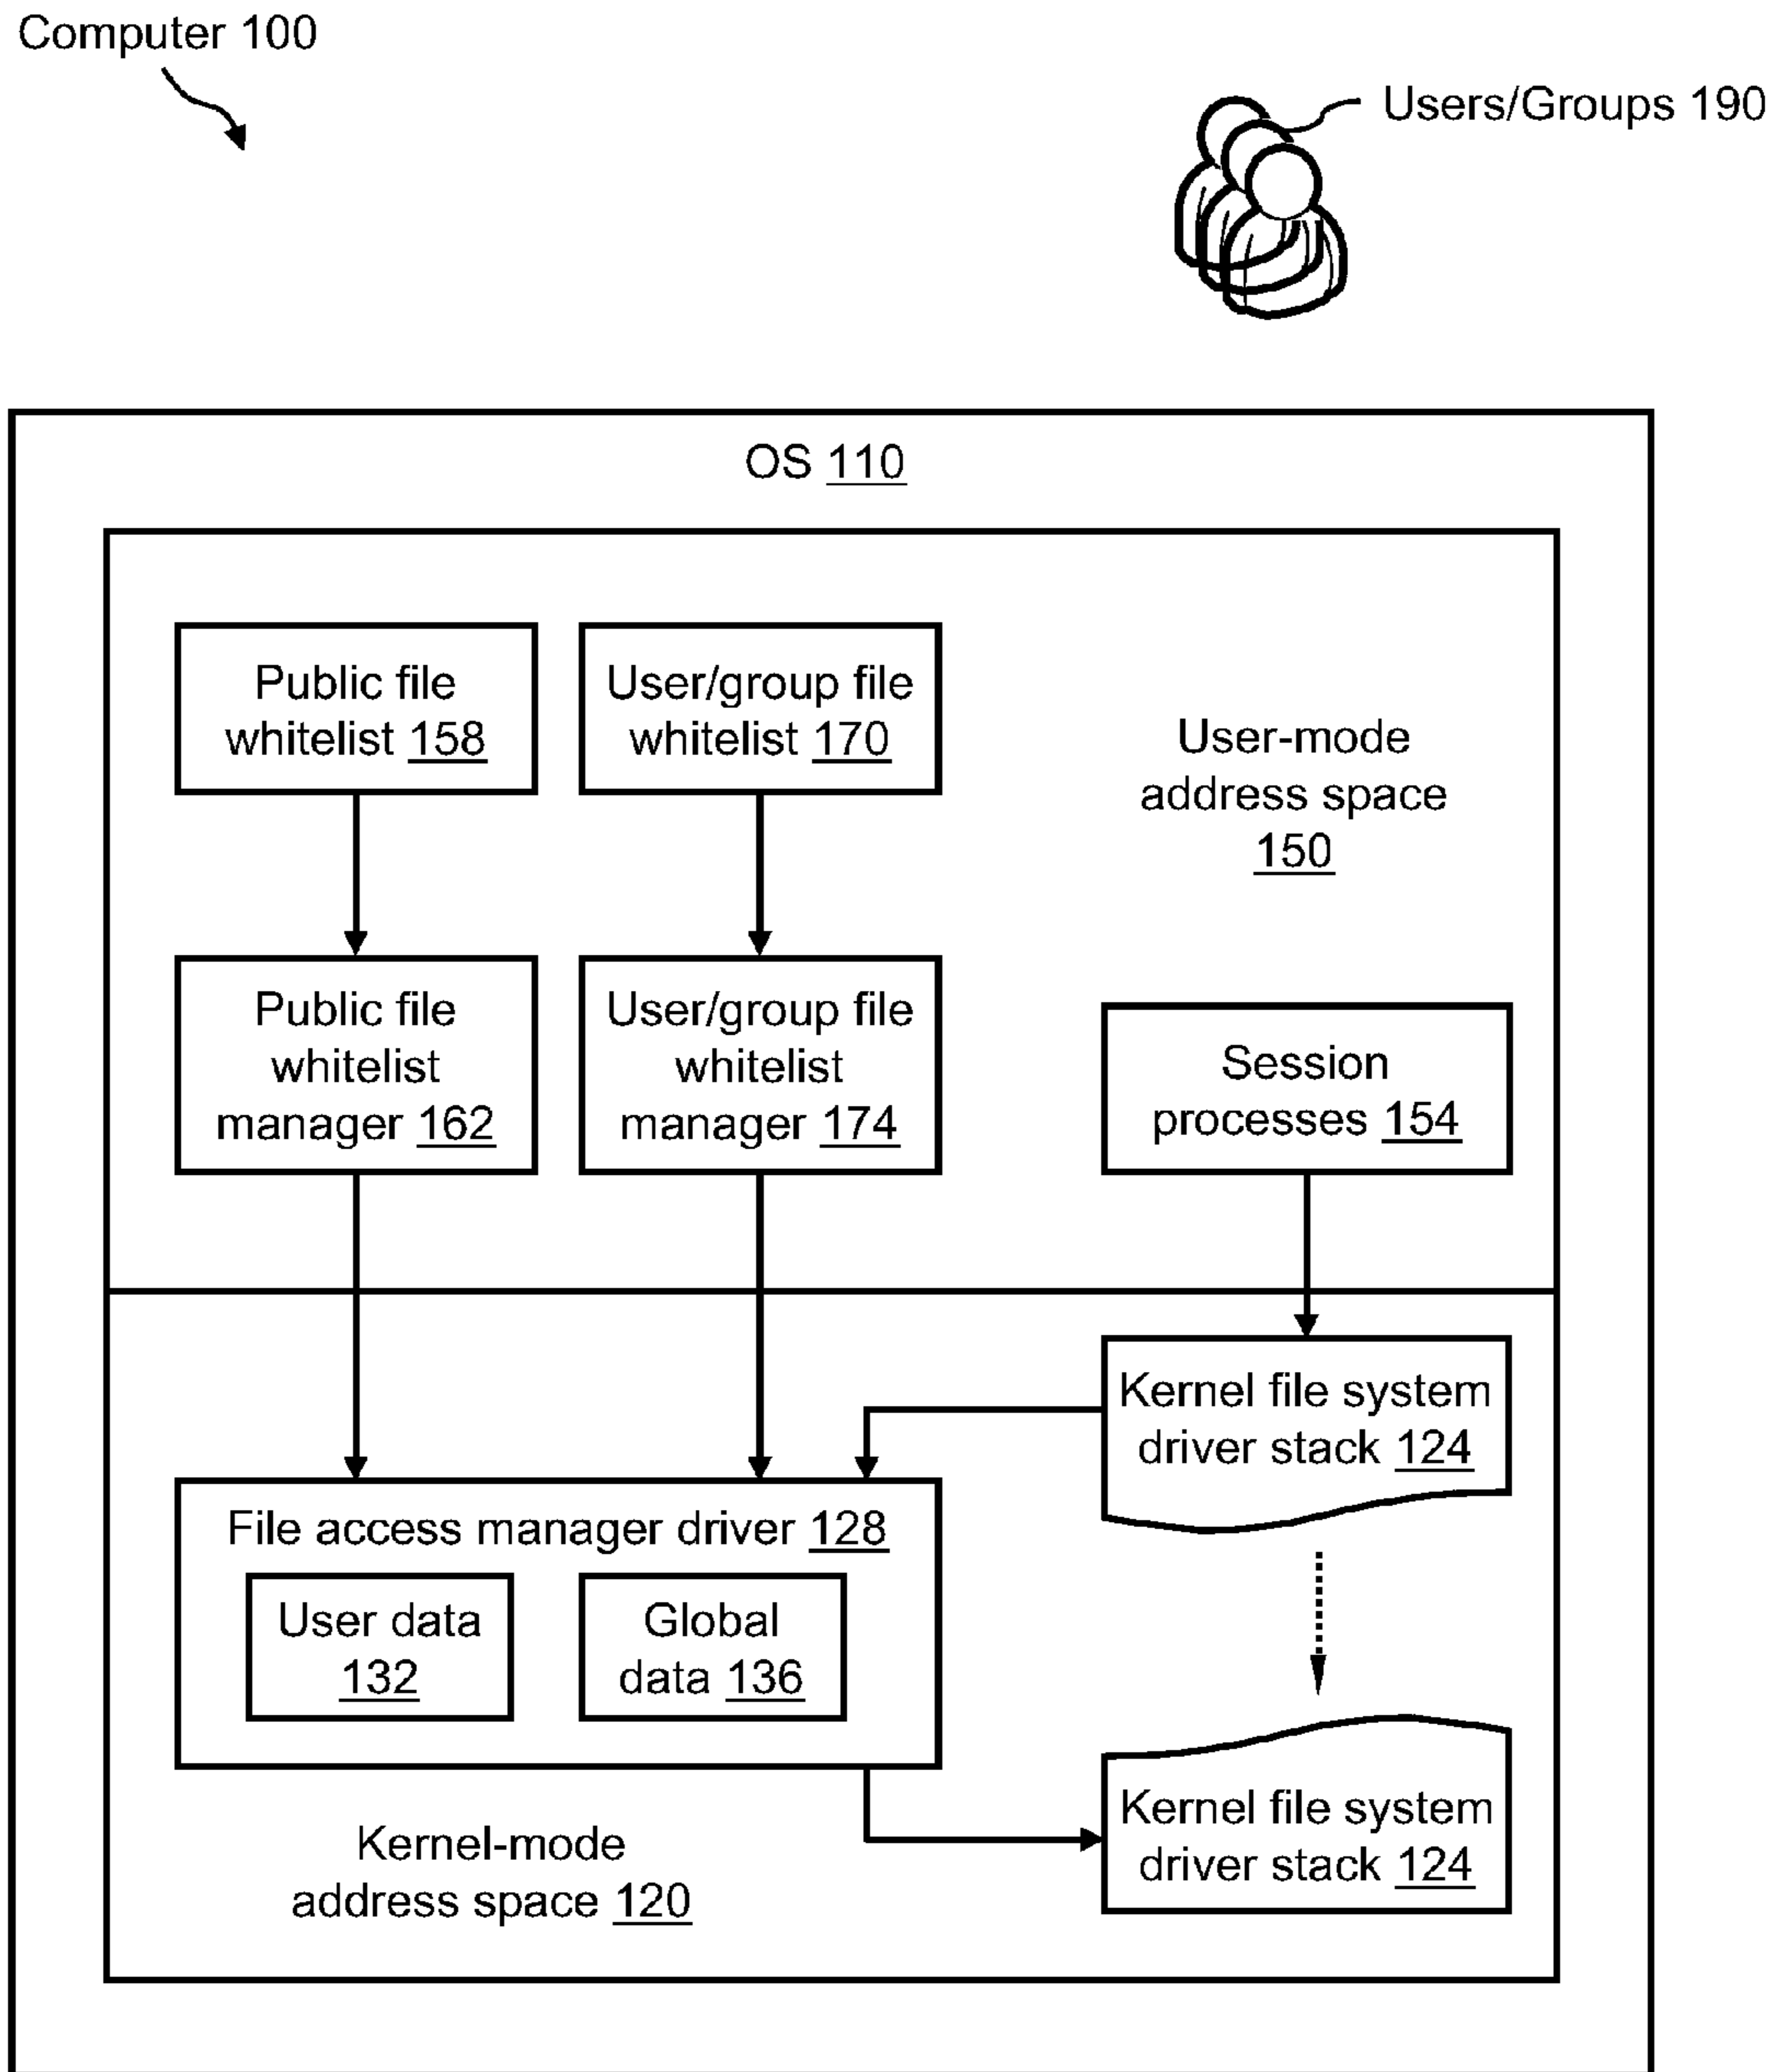 Computer 100
Users/Groups 190
OS 110
Public file
whitelist 158
User/group file
whitelist 170
User-mode
address space
150
Public file
whitelist
manager 162
User/group file
whitelist
manager 174
Session
processes 154
Kernel file system
driver stack 124
File access manager driver 128
User data
132
Global
data 136
Kernel file system
driver stack 124
Kernel-mode
address space 120